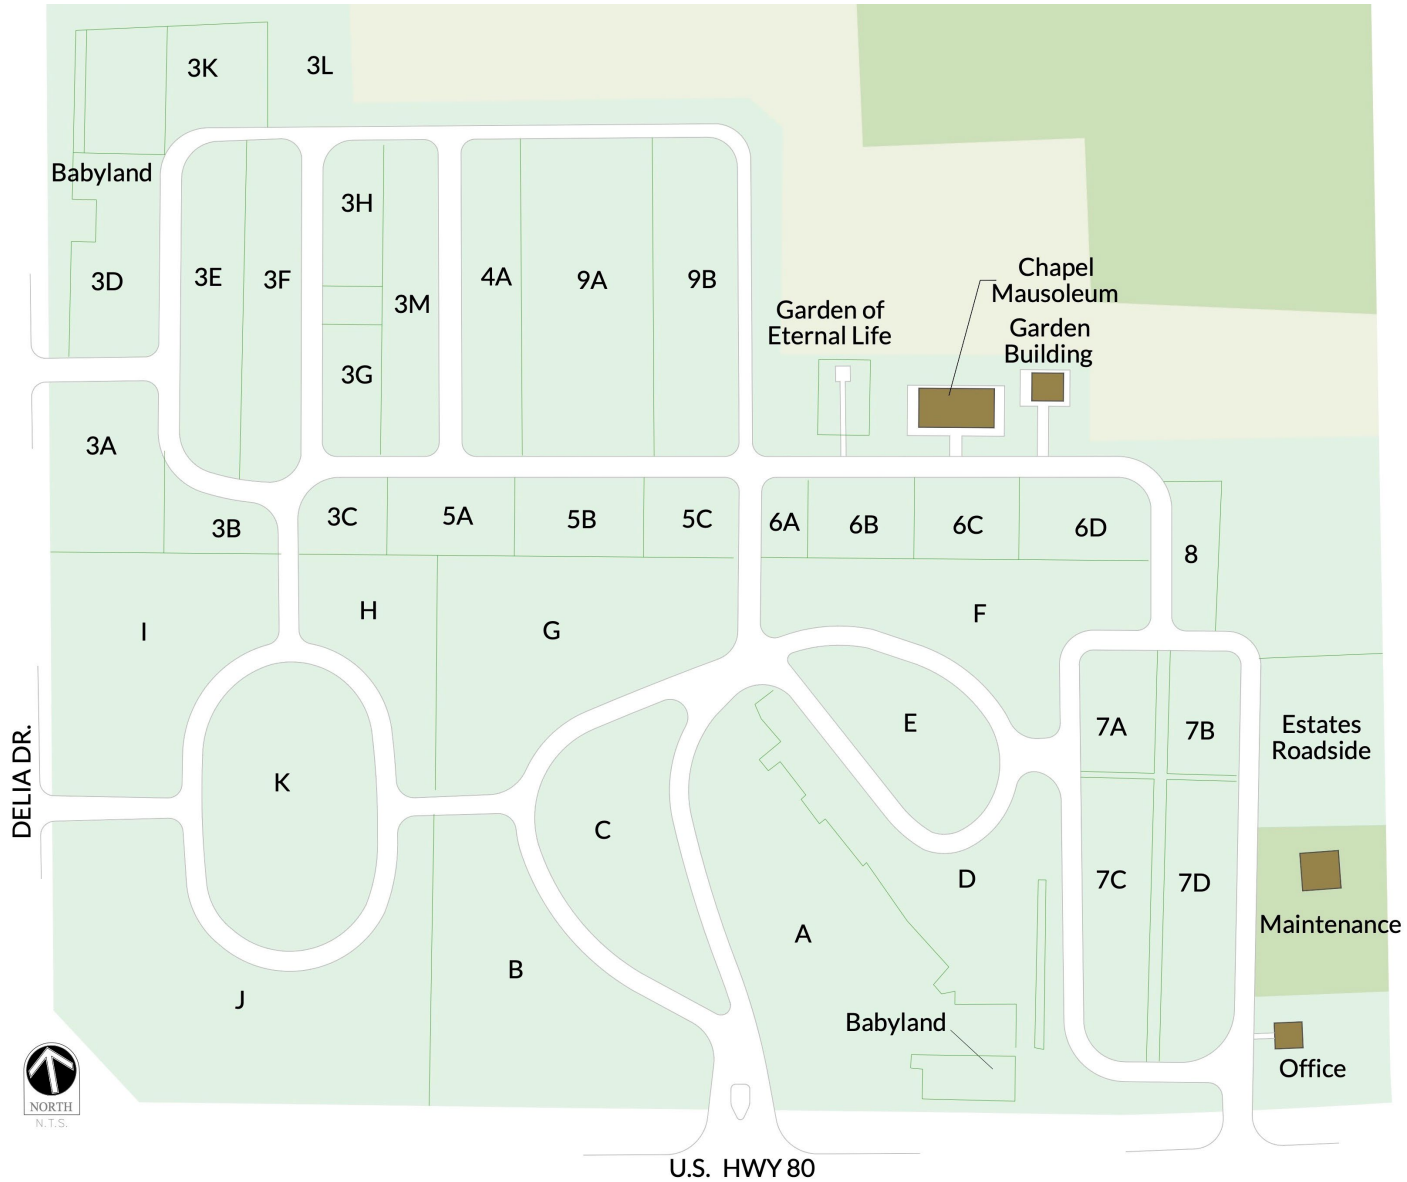 3K
3L
Babyland
3H
3D
3E
3F
3M
4A
9A
9B
3G
Chapel
Mausoleum
Garden of
Eternal Life
Garden
Building
3A
3B
3C
5A
5B
5C
6A
6B
6C
6D
8
I
H
G
F
K
E
7A
7B
Estates
Roadside
DELIA DR.
C
D
7C
7D
A
Maintenance
B
J
Babyland
Office
NORTH
N.T.S.
U.S. HWY 80